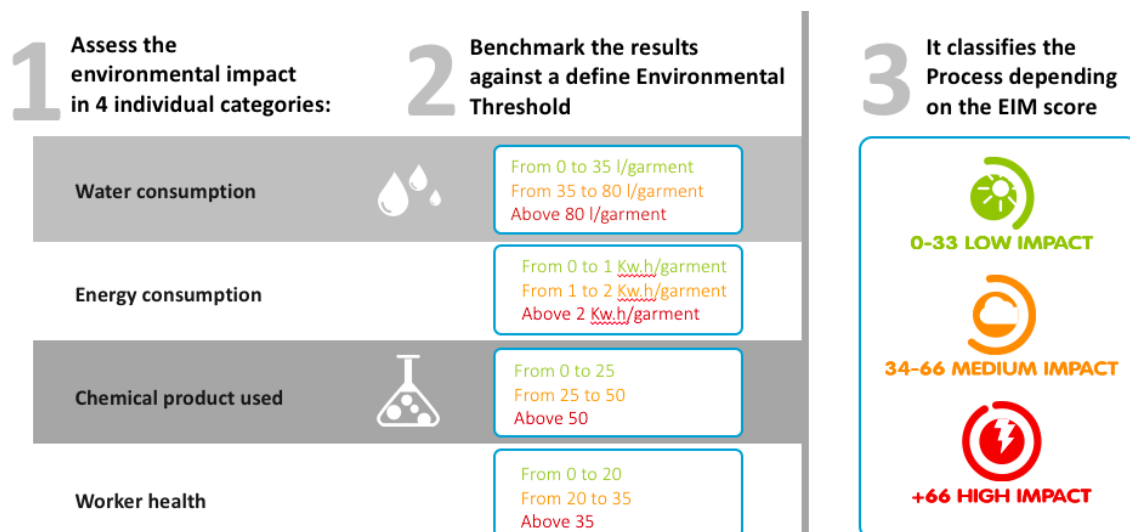 1
Assess the
environmental impact
in 4 individual categories:
2
Benchmark the results
against a define Environmental
Threshold
3
It classifies the
Process depending
on the EIM score
Water consumption
From 0 to 35 l/garment
From 35 to 80 l/garment
Above 80 l/garment
Energy consumption
From 0 to 1 Kw.h/garment
From 1 to 2 Kw.h/garment
Above 2 Kw.h/garment
Chemical product used
From 0 to 25
From 25 to 50
Above 50
Worker health
From 0 to 20
From 20 to 35
Above 35
0-33 LOW IMPACT
34-66 MEDIUM IMPACT
+66 HIGH IMPACT